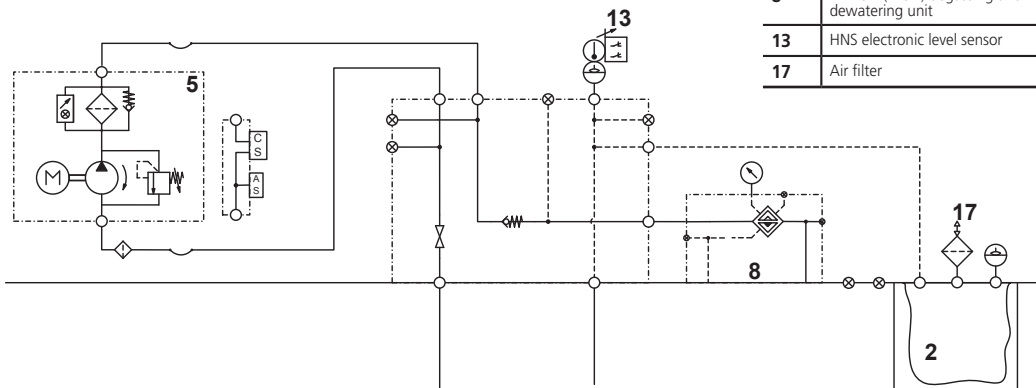 dewatering unit
13 HNS electronic level sensor
17 Air filter
13
5
C
S
A
S
M
17
8
2